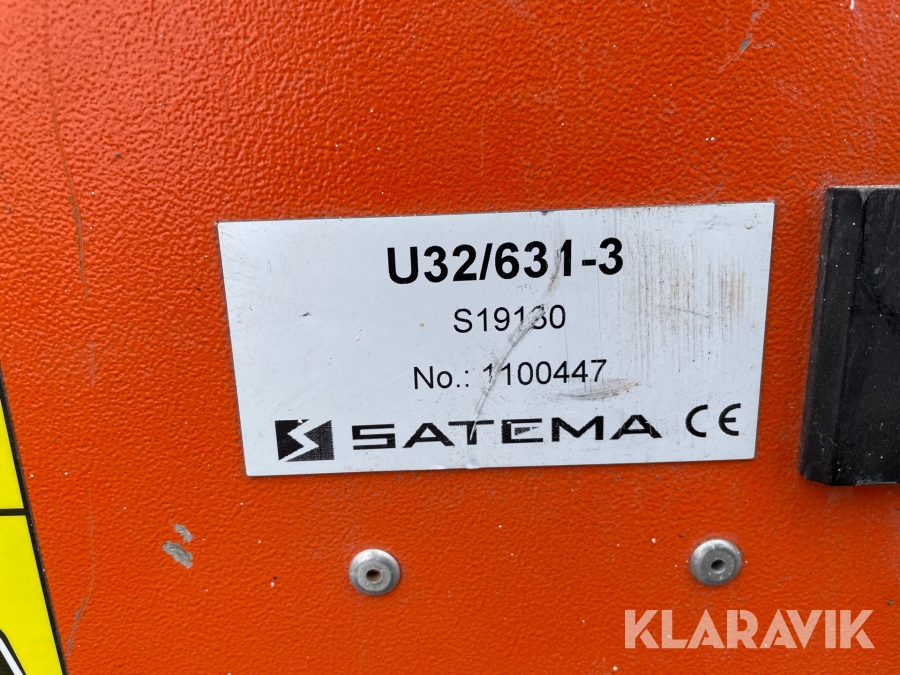 U32/631-3
S19130
No.: 1100447
SATEMA CE
KLARAVIK